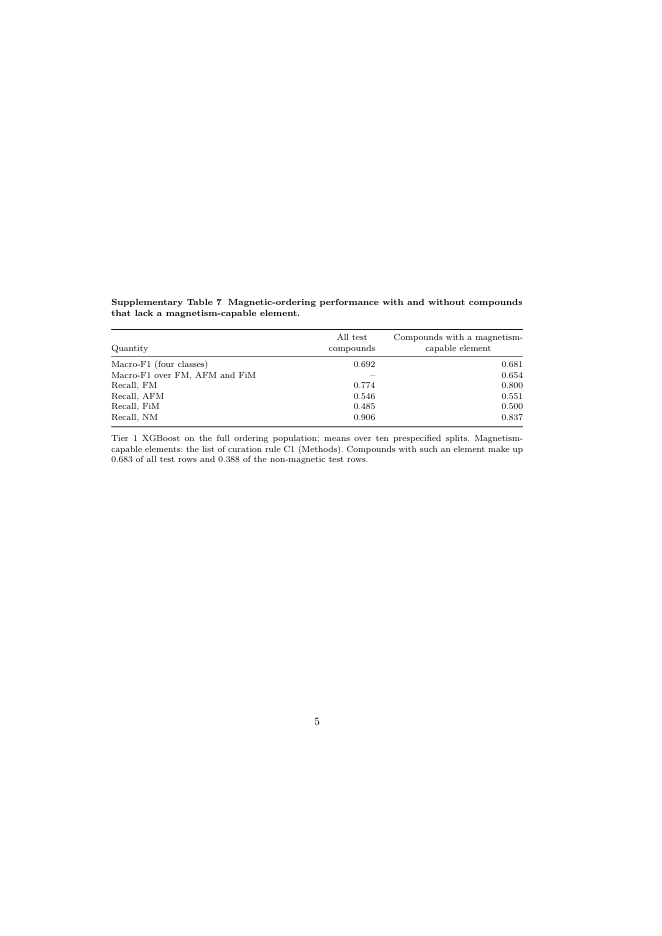 Supplementary Table 7 Magnetic-ordering performance with and without compounds
that lack a magnetism-capable element.
All test Compounds with a magnetism-
Quantity compounds capable element
Macro-F1 (four classes) 0.692 0.681
Macro-F1 over FM, AFM and FiM – 0.654
Recall, FM 0.774 0.800
Recall, AFM 0.546 0.551
Recall, FiM 0.485 0.500
Recall, NM 0.906 0.837
Tier 1 XGBoost on the full ordering population; means over ten prespecified splits. Magnetism-
capable elements: the list of curation rule C1 (Methods). Compounds with such an element make up
0.683 of all test rows and 0.388 of the non-magnetic test rows.
5